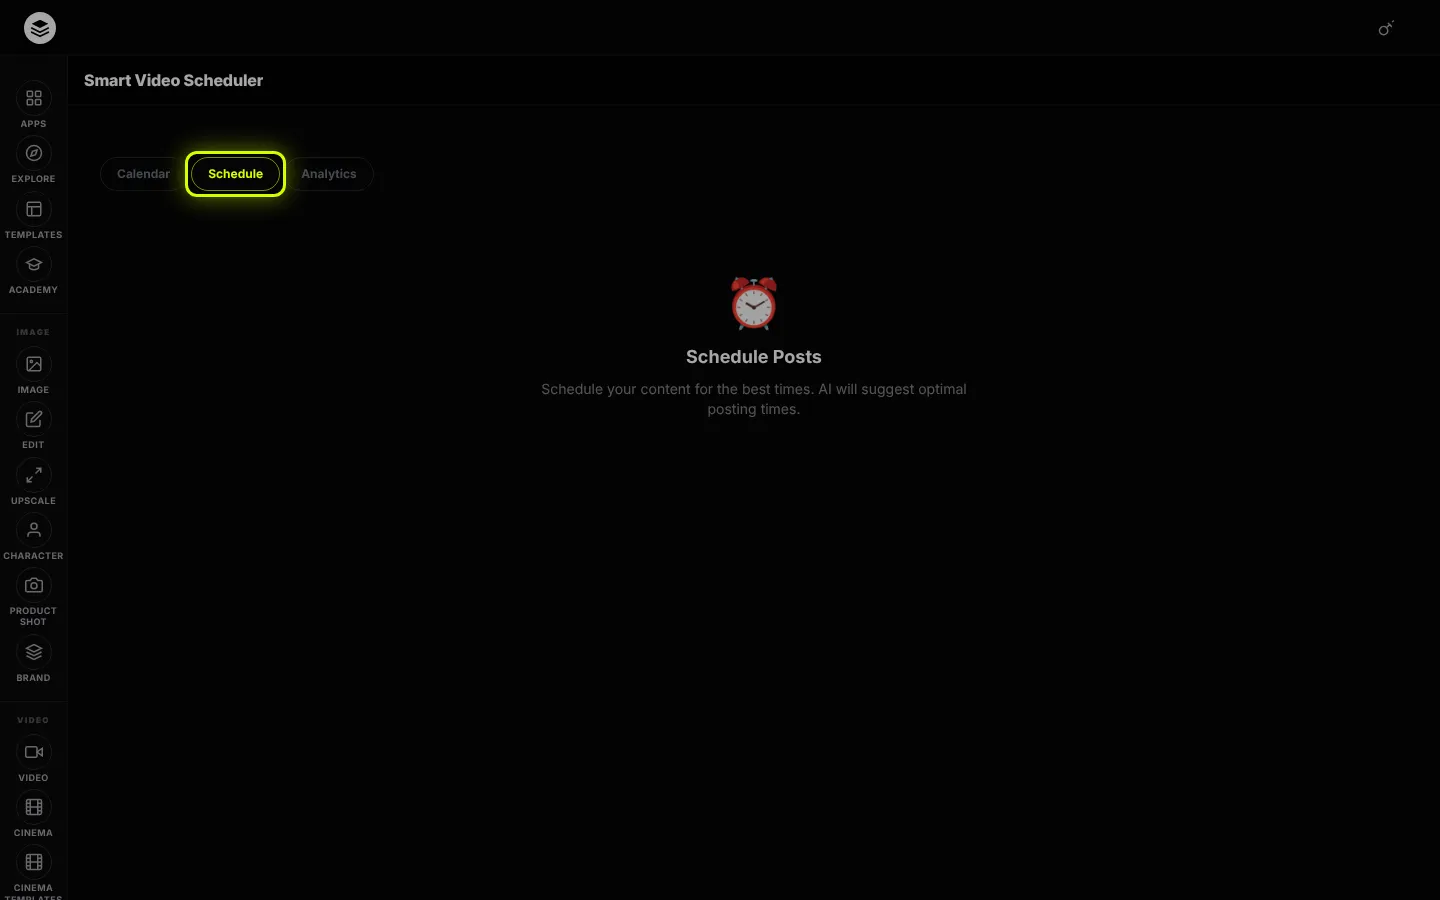 Smart Video Scheduler
APPS
EXPLORE
TEMPLATES
ACADEMY
IMAGE
IMAGE
EDIT
UPSCALE
CHARACTER
PRODUCT
SHOT
BRAND
VIDEO
VIDEO
CINEMA
CINEMA
TEMPLATES
Calendar
Schedule
Analytics
Schedule Posts
Schedule your content for the best times. AI will suggest optimal
posting times.